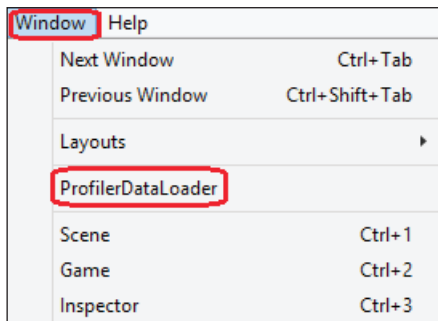 Window Help
Next Window Ctrl+Tab
Previous Window Ctrl+Shift+Tab
Layouts
ProfilerDataLoader
Scene Ctrl+1
Game Ctrl+2
Inspector Ctrl+3